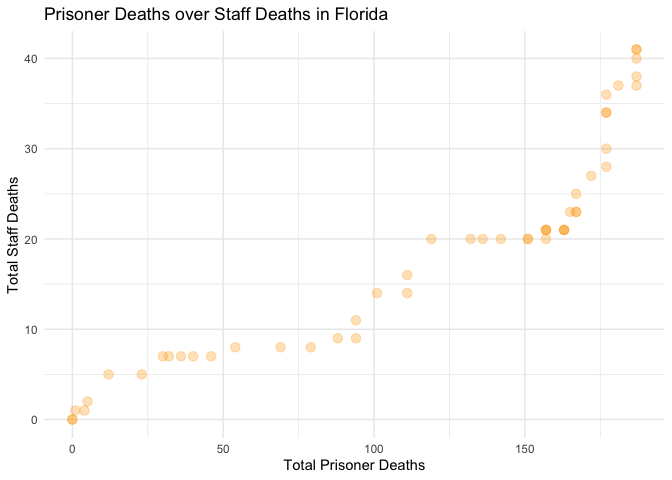 Prisoner Deaths over Staff Deaths in Florida
40
30
20
10
0
Total Staff Deaths
0 50 100 150
Total Prisoner Deaths